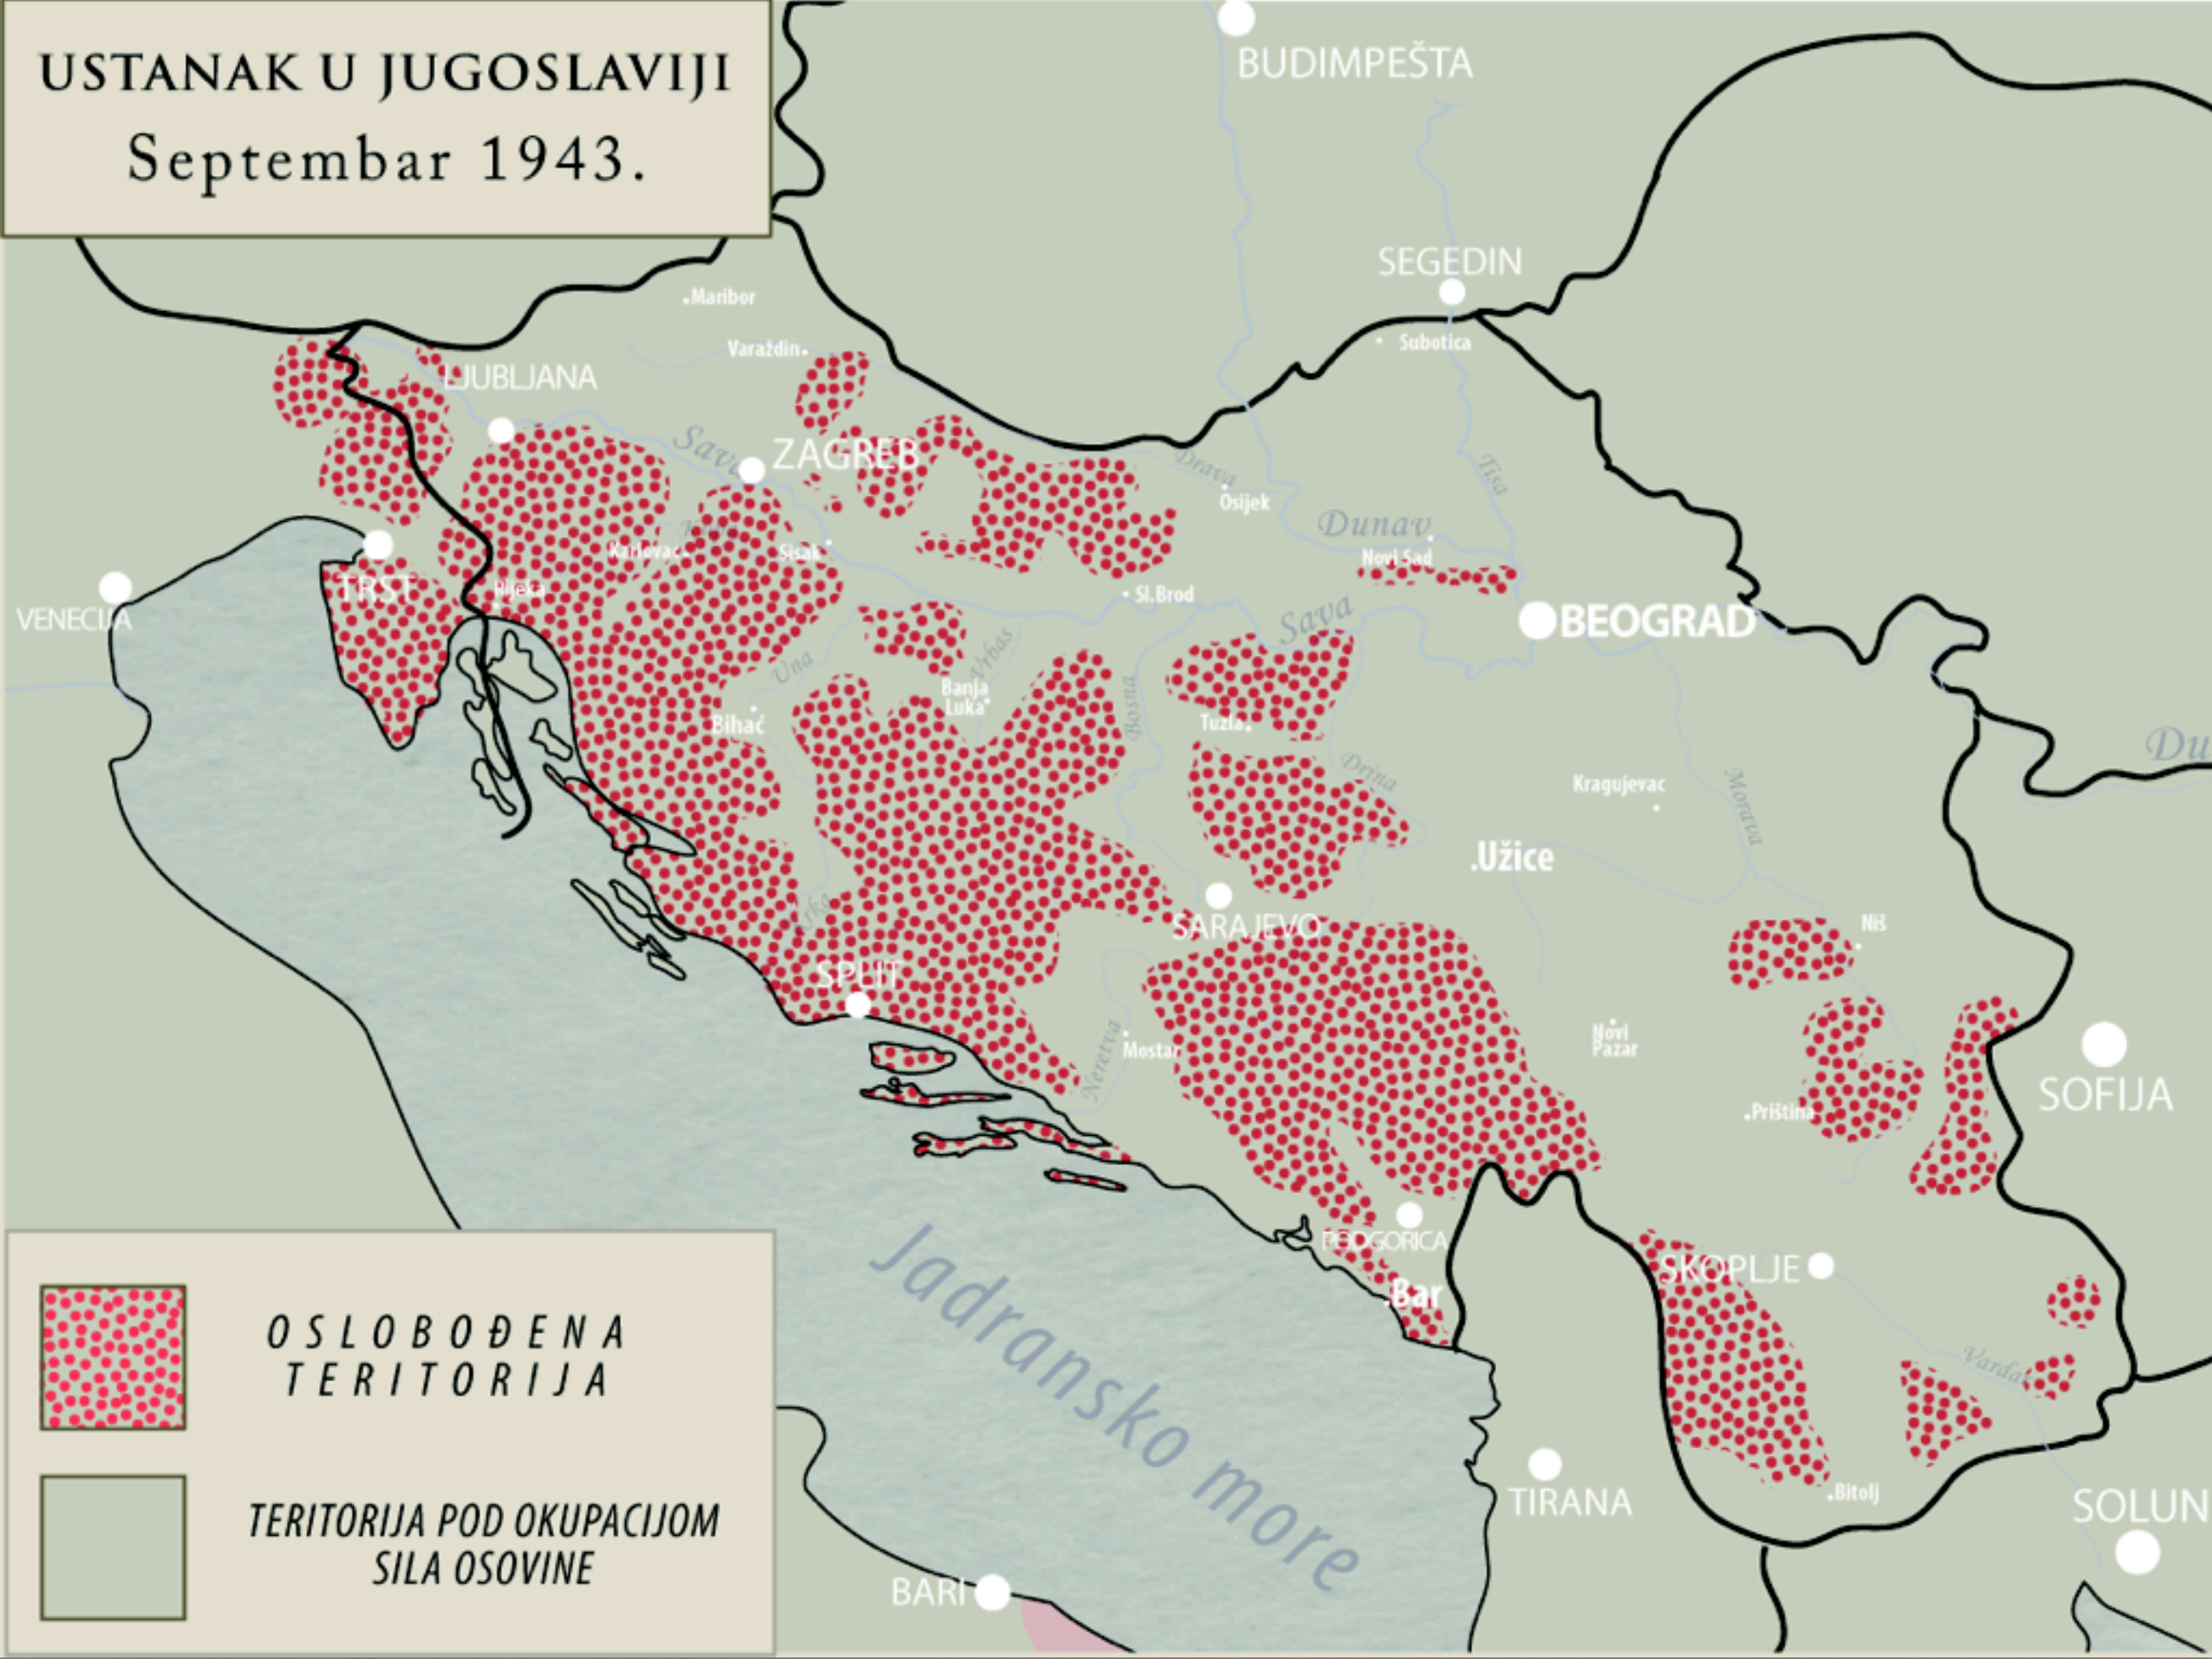 USTANAK U JUGOSLAVIJI
Septembar 1943.
BUDIMPEŠTA
SEGEDIN
Maribor
Subotica
Varaždin
LJUBLJANA
Sava
ZAGREB
Drava
Tisa
Osijek
Dunav
Karlovac
Sisak
Novi Sad
TRST
Rijeka
Sl.Brod
VENECIJA
Sava
BEOGRAD
Una
Vrbas
Banja
Luka
Bosna
Bihać
Tuzla
Du
Drina
Kragujevac
Morava
Užice
Krka
SARAJEVO
Niš
SPLIT
Neretva
Mostar
Novi
Pazar
SOFIJA
Priština
PODGORICA
SKOPLJE
Bar
Jadransko more
Vardar
TIRANA
Bitolj
SOLUN
BARI
OSLOBOĐENA
TERITORIJA
TERITORIJA POD OKUPACIJOM
SILA OSOVINE